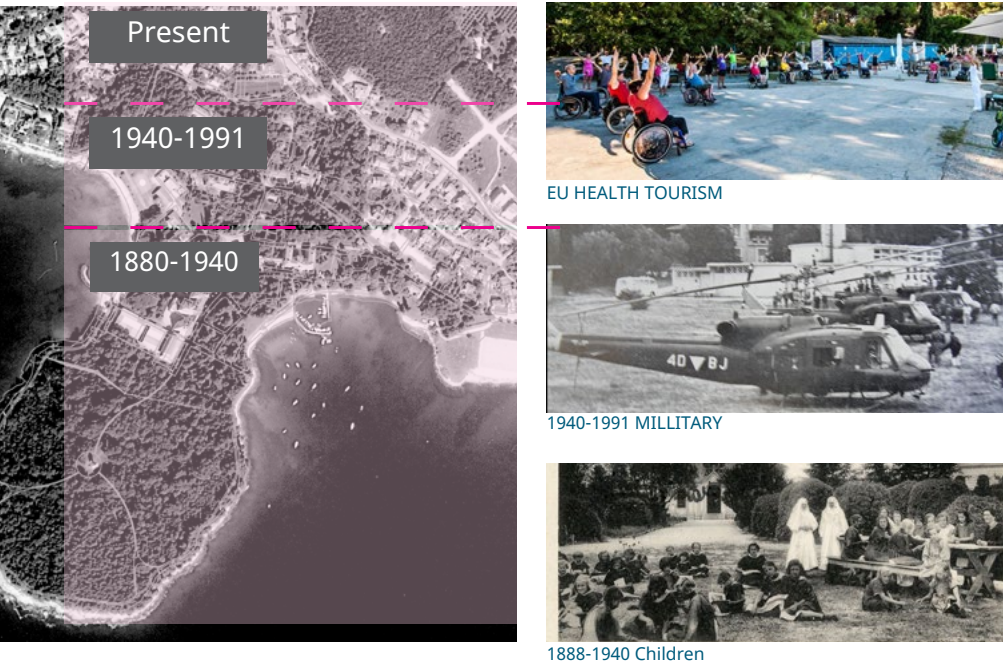 Present
1940-1991
1880-1940
EU HEALTH TOURISM
4D BJ
1940-1991 MILLITARY
1888-1940 Children